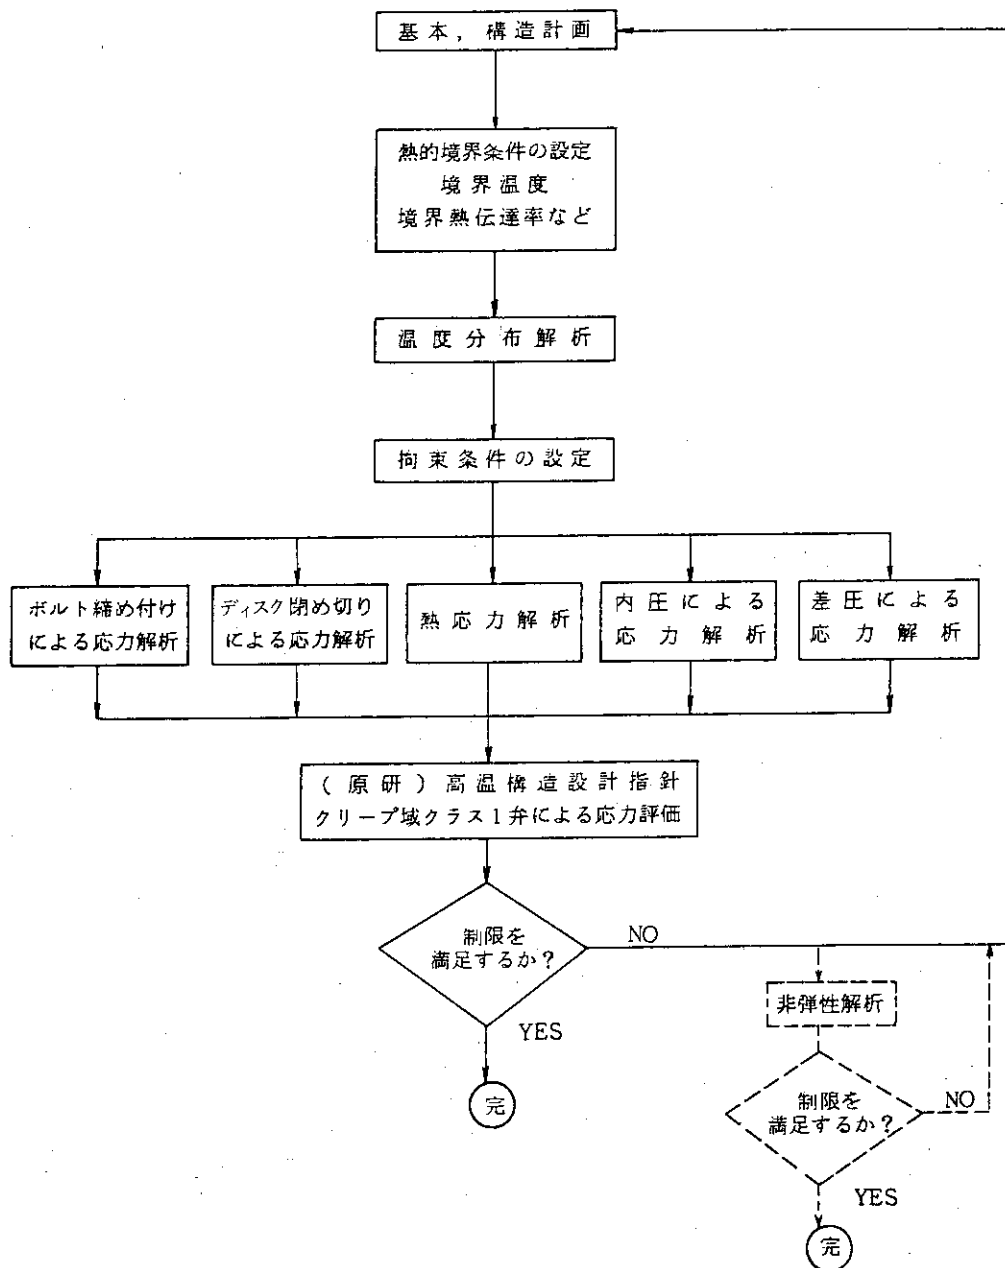 基本，構造計画
熱的境界条件の設定
境界温度
境界熱伝達率など
温度分布解析
拘束条件の設定
ボルト締め付け
による応力解析
ディスク閉め切り
による応力解析
熱応力解析
内圧による
応力解析
差圧による
応力解析
（原研）高温構造設計指針
クリープ域クラス1弁による応力評価
制限を
満足するか？
NO
YES
完
非弾性解析
制限を
満足するか？
NO
YES
完